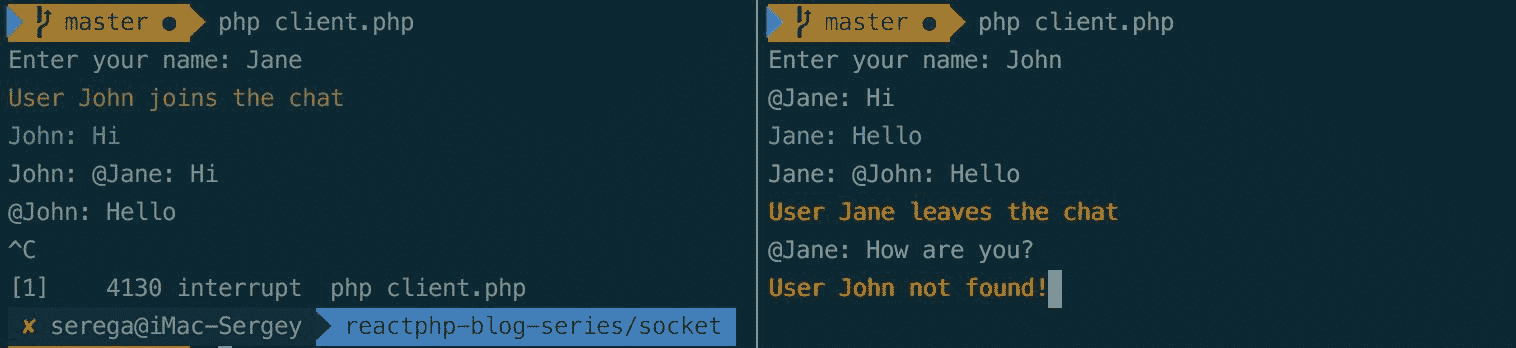 master ● php client.php
Enter your name: Jane
User John joins the chat
John: Hi
John: @Jane: Hi
@John: Hello
^C
[1] 4130 interrupt php client.php
✘ serega@iMac-Sergey reactphp-blog-series/socket
master ● php client.php
Enter your name: John
@Jane: Hi
Jane: Hello
Jane: @John: Hello
User Jane leaves the chat
@Jane: How are you?
User John not found!